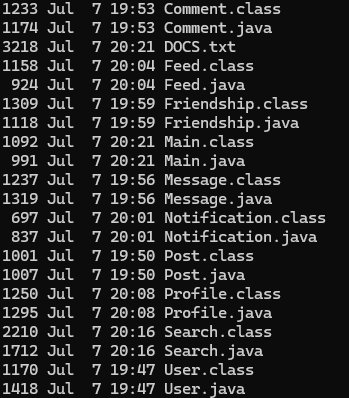 1233 Jul  7 19:53 Comment.class
1174 Jul  7 19:53 Comment.java
3218 Jul  7 20:21 DOCS.txt
1158 Jul  7 20:04 Feed.class
 924 Jul  7 20:04 Feed.java
1309 Jul  7 19:59 Friendship.class
1118 Jul  7 19:59 Friendship.java
1092 Jul  7 20:21 Main.class
 991 Jul  7 20:21 Main.java
1237 Jul  7 19:56 Message.class
1319 Jul  7 19:56 Message.java
 697 Jul  7 20:01 Notification.class
 837 Jul  7 20:01 Notification.java
1001 Jul  7 19:50 Post.class
1007 Jul  7 19:50 Post.java
1250 Jul  7 20:08 Profile.class
1295 Jul  7 20:08 Profile.java
2210 Jul  7 20:16 Search.class
1712 Jul  7 20:16 Search.java
1170 Jul  7 19:47 User.class
1418 Jul  7 19:47 User.java